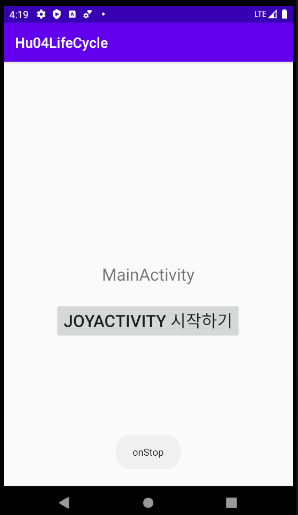 4:19 LTE
Hu04LifeCycle
MainActivity
JOYACTIVITY 시작하기
onStop